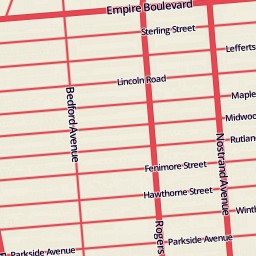 Empire Boulevard
Sterling Street
Lefferts
Lincoln Road
Bedford Avenue
Maple
Midwoo
Nostrand Avenue
Rutlan
Fenimore Street
Hawthorne Street
Winth
Rogers
Parkside Avenue
Parkside Avenue